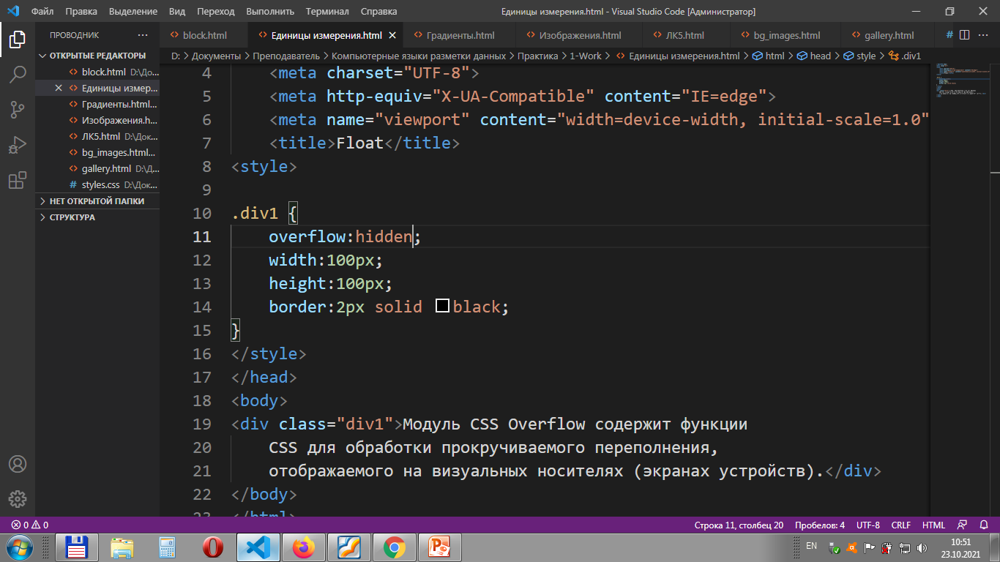 Файл Правка Выделение Вид Переход Выполнить Терминал Справка
Единицы измерения.html - Visual Studio Code [Администратор]
ПРОВОДНИК ...
block.html
Единицы измерения.html
Градиенты.html
Изображения.html
ЛК5.html
bg_images.html
gallery.html
#
D: > Документы > Преподаватель > Компьютерные языки разметки данных > Практика > 1-Work > Единицы измерения.html > html > head > style > .div1
ОТКРЫТЫЕ РЕДАКТОРЫ
block.html D:\До...
Единицы измер...
Градиенты.html...
Изображения.h...
ЛК5.html D:\Док...
bg_images.html...
gallery.html D:\Д...
# styles.css D:\Док...
НЕТ ОТКРЫТОЙ ПАПКИ
СТРУКТУРА
4 <meta charset="UTF-8">
5 <meta http-equiv="X-UA-Compatible" content="IE=edge">
6 <meta name="viewport" content="width=device-width, initial-scale=1.0"
7 <title>Float</title>
8 <style>
9
10 .div1 {
11 overflow:hidden;
12 width:100px;
13 height:100px;
14 border:2px solid black;
15 }
16 </style>
17 </head>
18 <body>
19 <div class="div1">Модуль CSS Overflow содержит функции
20 CSS для обработки прокручиваемого переполнения,
21 отображаемого на визуальных носителях (экранах устройств).</div>
22 </body>
23 </html>
0 0
Строка 11, столбец 20 Пробелов: 4 UTF-8 CRLF HTML
EN
10:51
23.10.2021